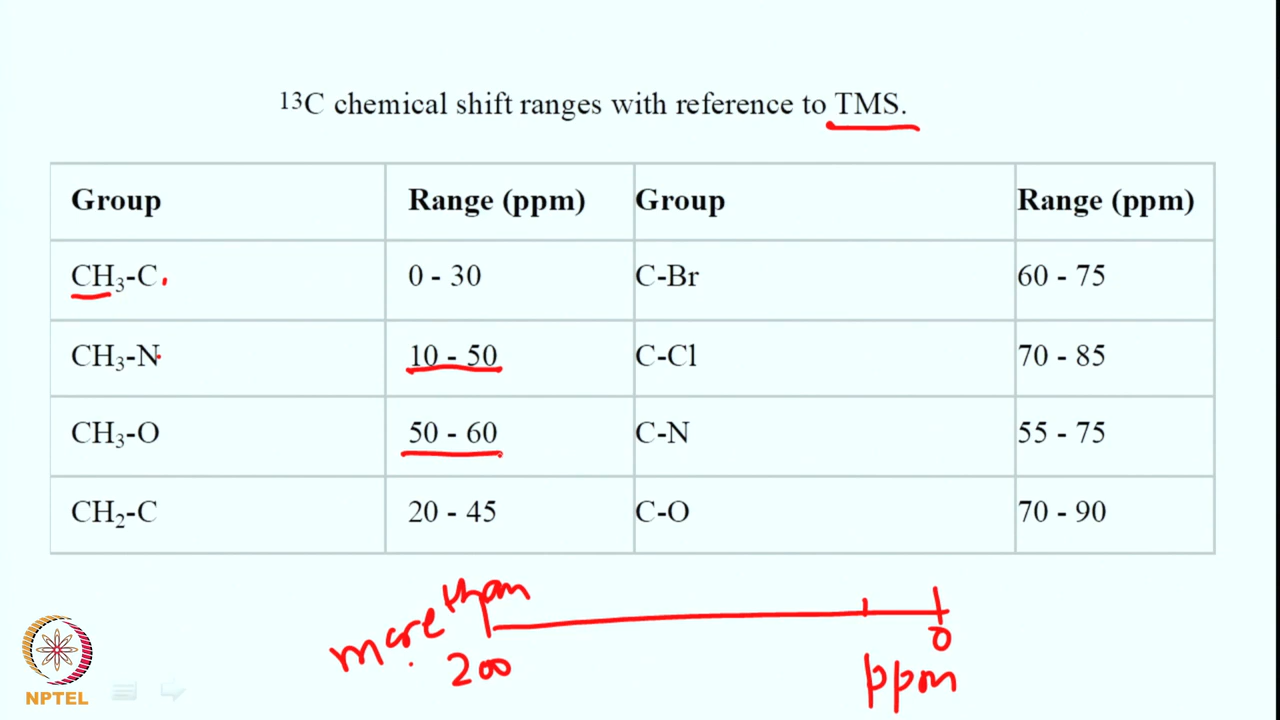 ¹³C chemical shift ranges with reference to TMS.
Group Range (ppm) Group Range (ppm)
CH₃-C 0 - 30 C-Br 60 - 75
CH₃-N 10 - 50 C-Cl 70 - 85
CH₃-O 50 - 60 C-N 55 - 75
CH₂-C 20 - 45 C-O 70 - 90
more than
200 0
ppm
NPTEL